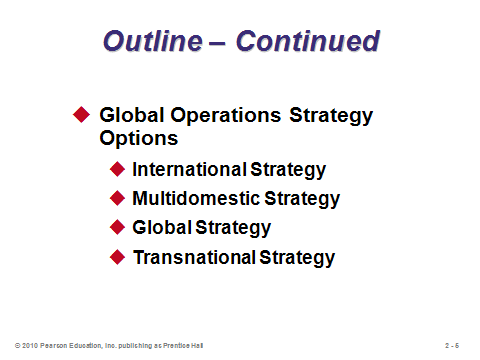 Outline – Continued
Global Operations Strategy
Options
International Strategy
Multidomestic Strategy
Global Strategy
Transnational Strategy
© 2010 Pearson Education, Inc. publishing as Prentice Hall
2 - 5